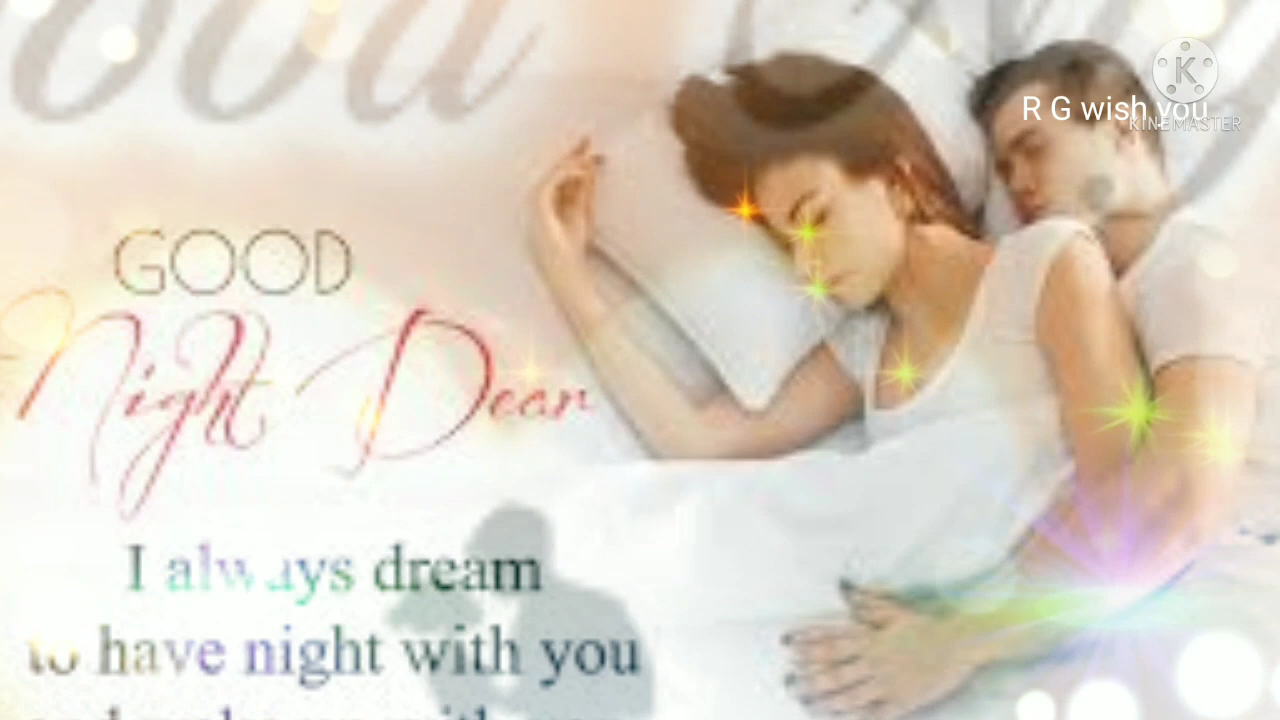 R G wish you
KINEMASTER
GOOD
Night Dear
I always dream
to have night with you